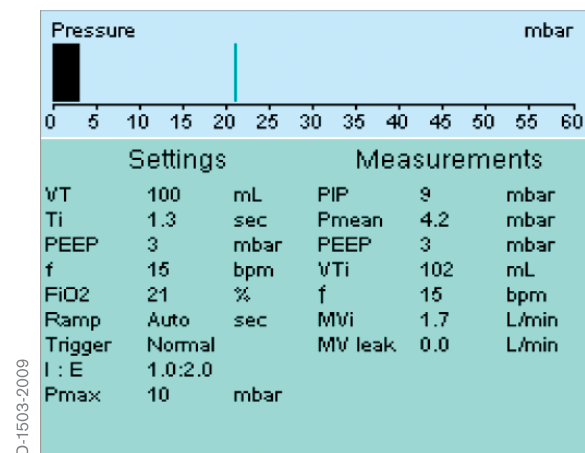 Pressure mbar
0 5 10 15 20 25 30 35 40 45 50 55 60
Settings Measurements
VT 100 mL PIP 9 mbar
Ti 1.3 sec Pmean 4.2 mbar
PEEP 3 mbar PEEP 3 mbar
f 15 bpm VTi 102 mL
FiO2 21 % f 15 bpm
Ramp Auto sec MVi 1.7 L/min
Trigger Normal MV leak 0.0 L/min
I : E 1.0:2.0
Pmax 10 mbar
D-1503-2009